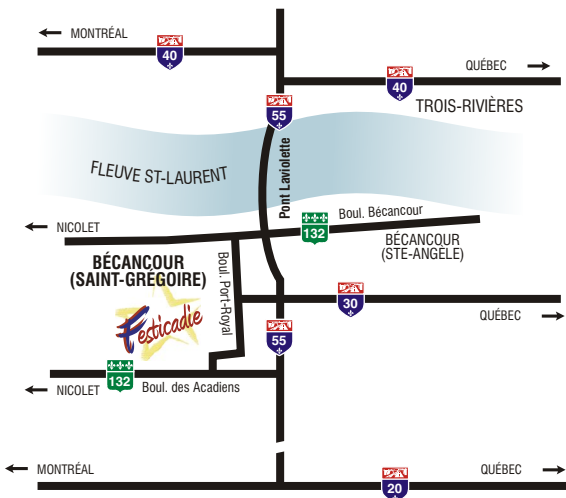 MONTRÉAL
40
QUÉBEC
40
TROIS-RIVIÈRES
55
Pont Laviolette
FLEUVE ST-LAURENT
132
Boul. Bécancour
NICOLET
BÉCANCOUR
(STE-ANGÈLE)
BÉCANCOUR
(SAINT-GRÉGOIRE)
Boul. Port-Royal
Festicadie
30
QUÉBEC
55
132
NICOLET
Boul. des Acadiens
MONTRÉAL
20
QUÉBEC